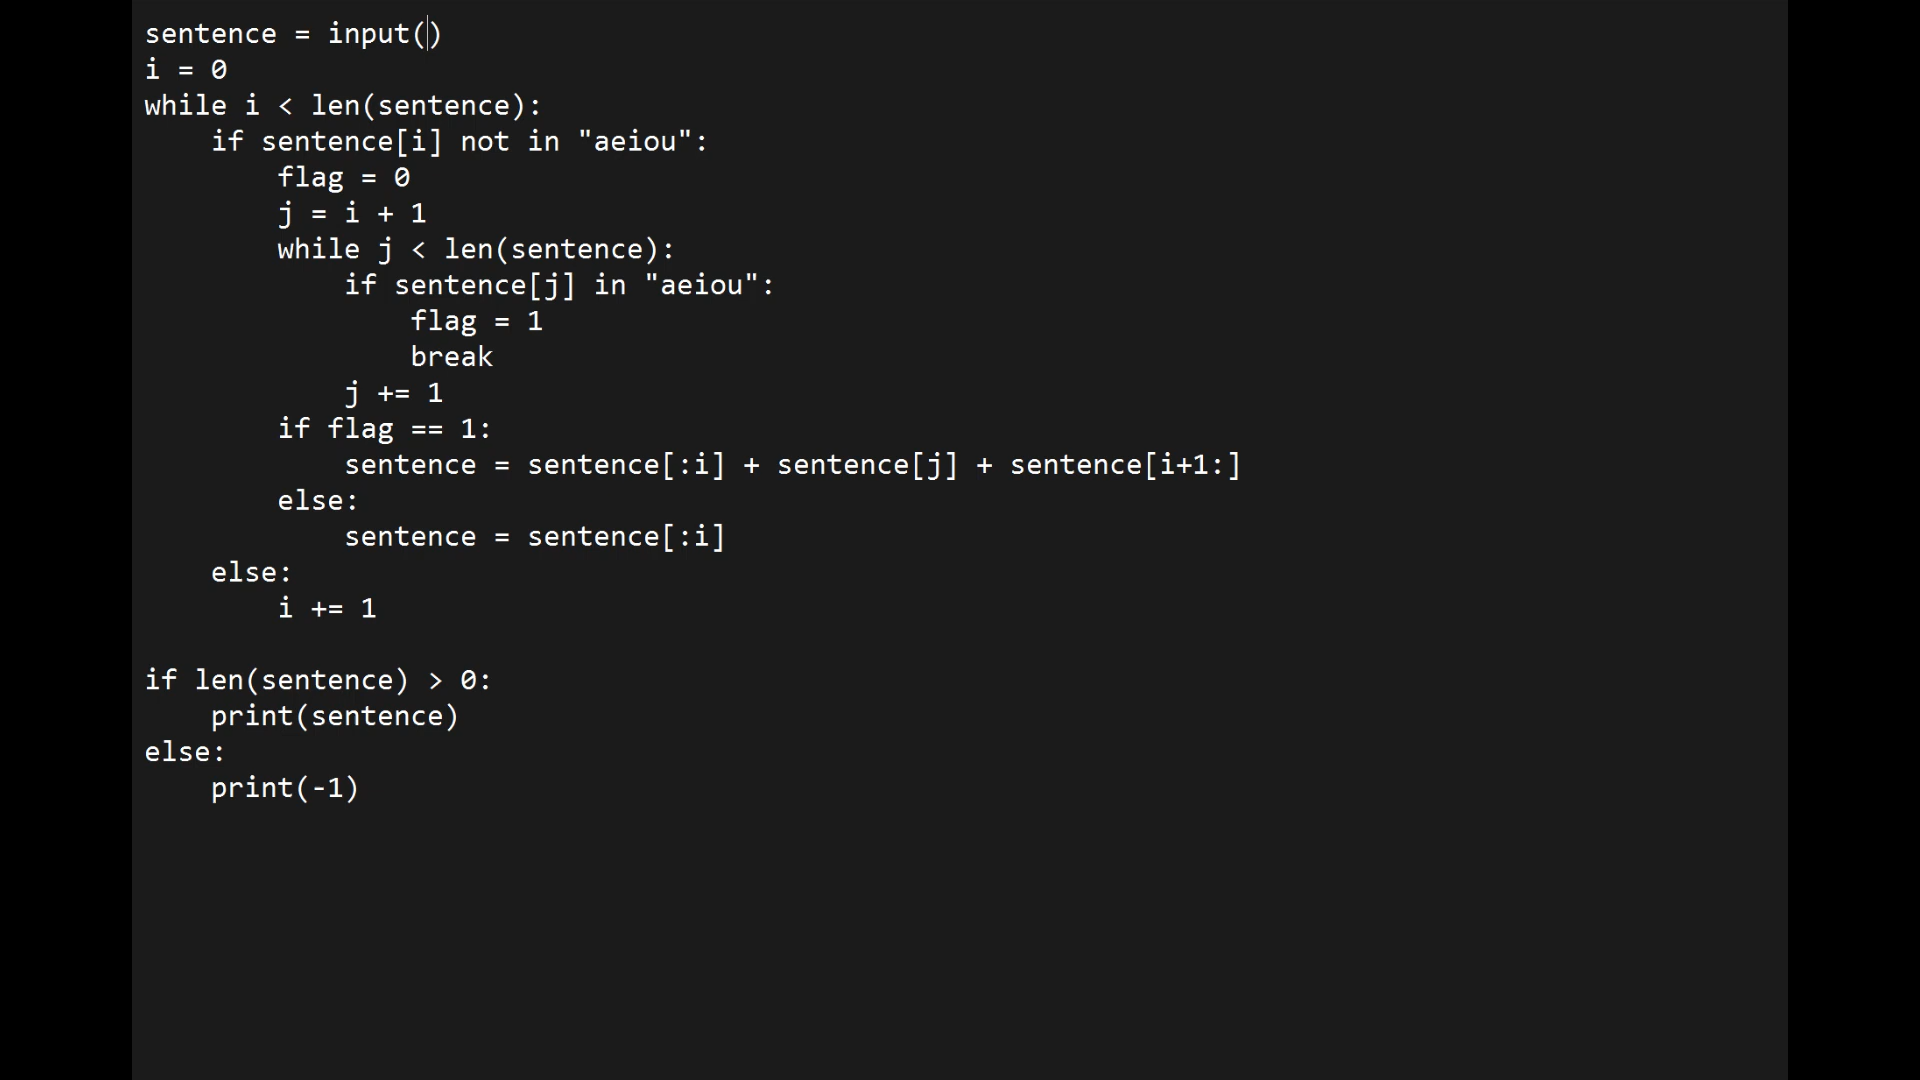 sentence = input()
i = 0
while i < len(sentence):
    if sentence[i] not in "aeiou":
        flag = 0
        j = i + 1
        while j < len(sentence):
            if sentence[j] in "aeiou":
                flag = 1
                break
            j += 1
        if flag == 1:
            sentence = sentence[:i] + sentence[j] + sentence[i+1:]
        else:
            sentence = sentence[:i]
    else:
        i += 1

if len(sentence) > 0:
    print(sentence)
else:
    print(-1)